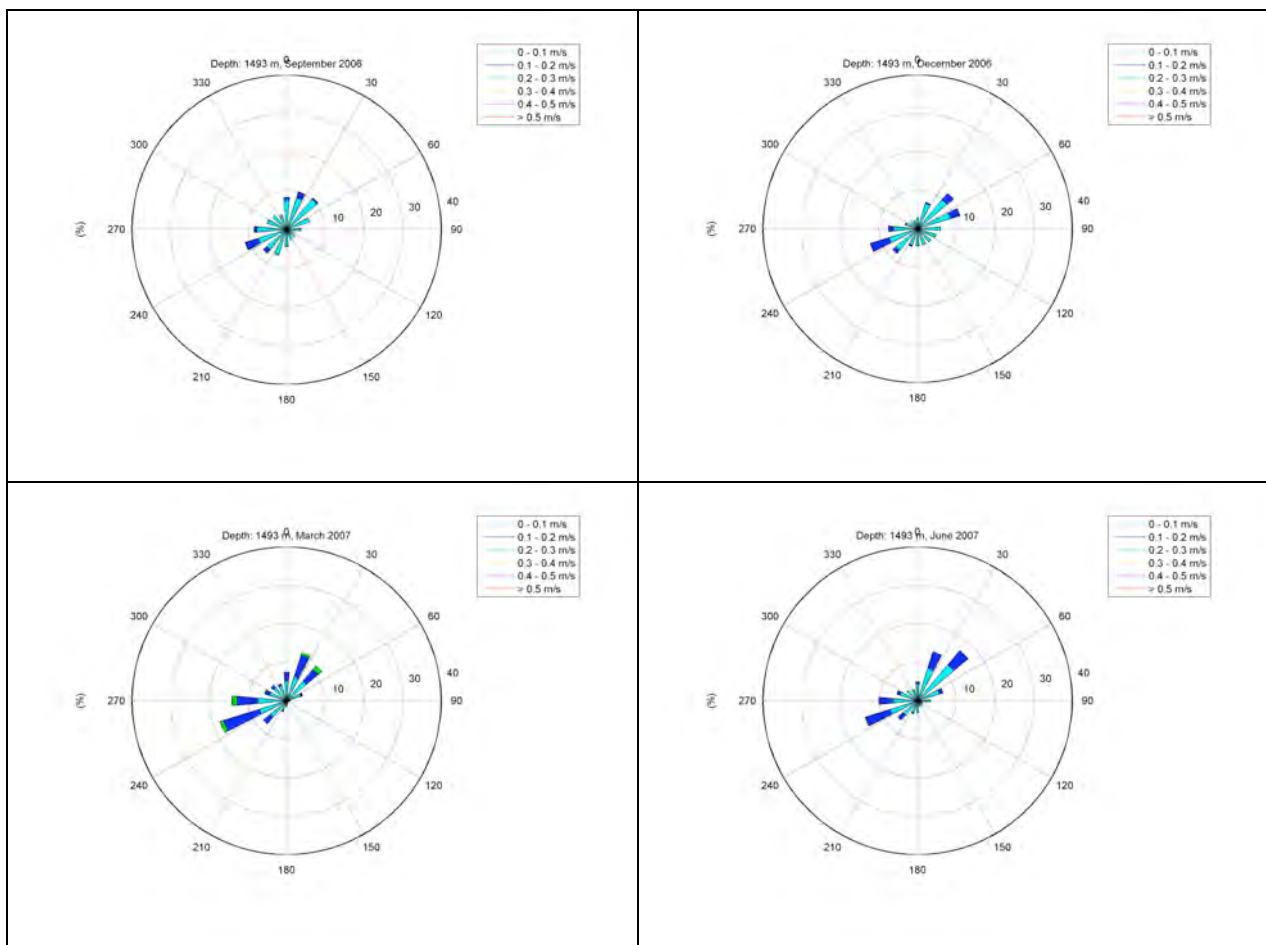 0
Depth: 1493 m, September 2006
330
30
300
60
40
30
20
10
(%)
270
90
240
120
210
150
180
0 - 0.1 m/s
0.1 - 0.2 m/s
0.2 - 0.3 m/s
0.3 - 0.4 m/s
0.4 - 0.5 m/s
> 0.5 m/s
0
Depth: 1493 m, December 2006
330
30
300
60
40
30
20
10
(%)
270
90
240
120
210
150
180
0 - 0.1 m/s
0.1 - 0.2 m/s
0.2 - 0.3 m/s
0.3 - 0.4 m/s
0.4 - 0.5 m/s
> 0.5 m/s
0
Depth: 1493 m, March 2007
330
30
300
60
40
30
20
10
(%)
270
90
240
120
210
150
180
0 - 0.1 m/s
0.1 - 0.2 m/s
0.2 - 0.3 m/s
0.3 - 0.4 m/s
0.4 - 0.5 m/s
> 0.5 m/s
0
Depth: 1493 m, June 2007
330
30
300
60
40
30
20
10
(%)
270
90
240
120
210
150
180
0 - 0.1 m/s
0.1 - 0.2 m/s
0.2 - 0.3 m/s
0.3 - 0.4 m/s
0.4 - 0.5 m/s
> 0.5 m/s